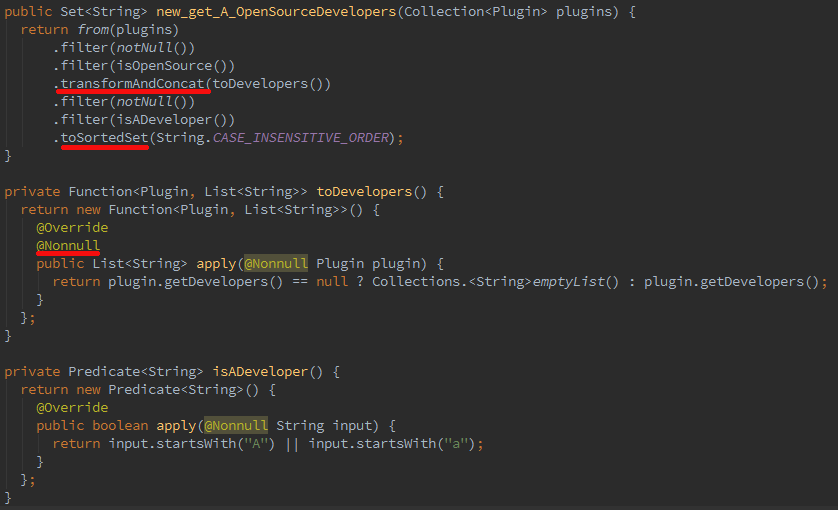 public Set<String> new_get_A_OpenSourceDevelopers(Collection<Plugin> plugins) {
  return from(plugins)
      .filter(notNull())
      .filter(isOpenSource())
      .transformAndConcat(toDevelopers())
      .filter(notNull())
      .filter(isADeveloper())
      .toSortedSet(String.CASE_INSENSITIVE_ORDER);
}
private Function<Plugin, List<String>> toDevelopers() {
  return new Function<Plugin, List<String>>() {
    @Override
    @Nonnull
    public List<String> apply(@Nonnull Plugin plugin) {
      return plugin.getDevelopers() == null ? Collections.<String>emptyList() : plugin.getDevelopers();
    }
  };
}
private Predicate<String> isADeveloper() {
  return new Predicate<String>() {
    @Override
    public boolean apply(@Nonnull String input) {
      return input.startsWith("A") || input.startsWith("a");
    }
  };
}